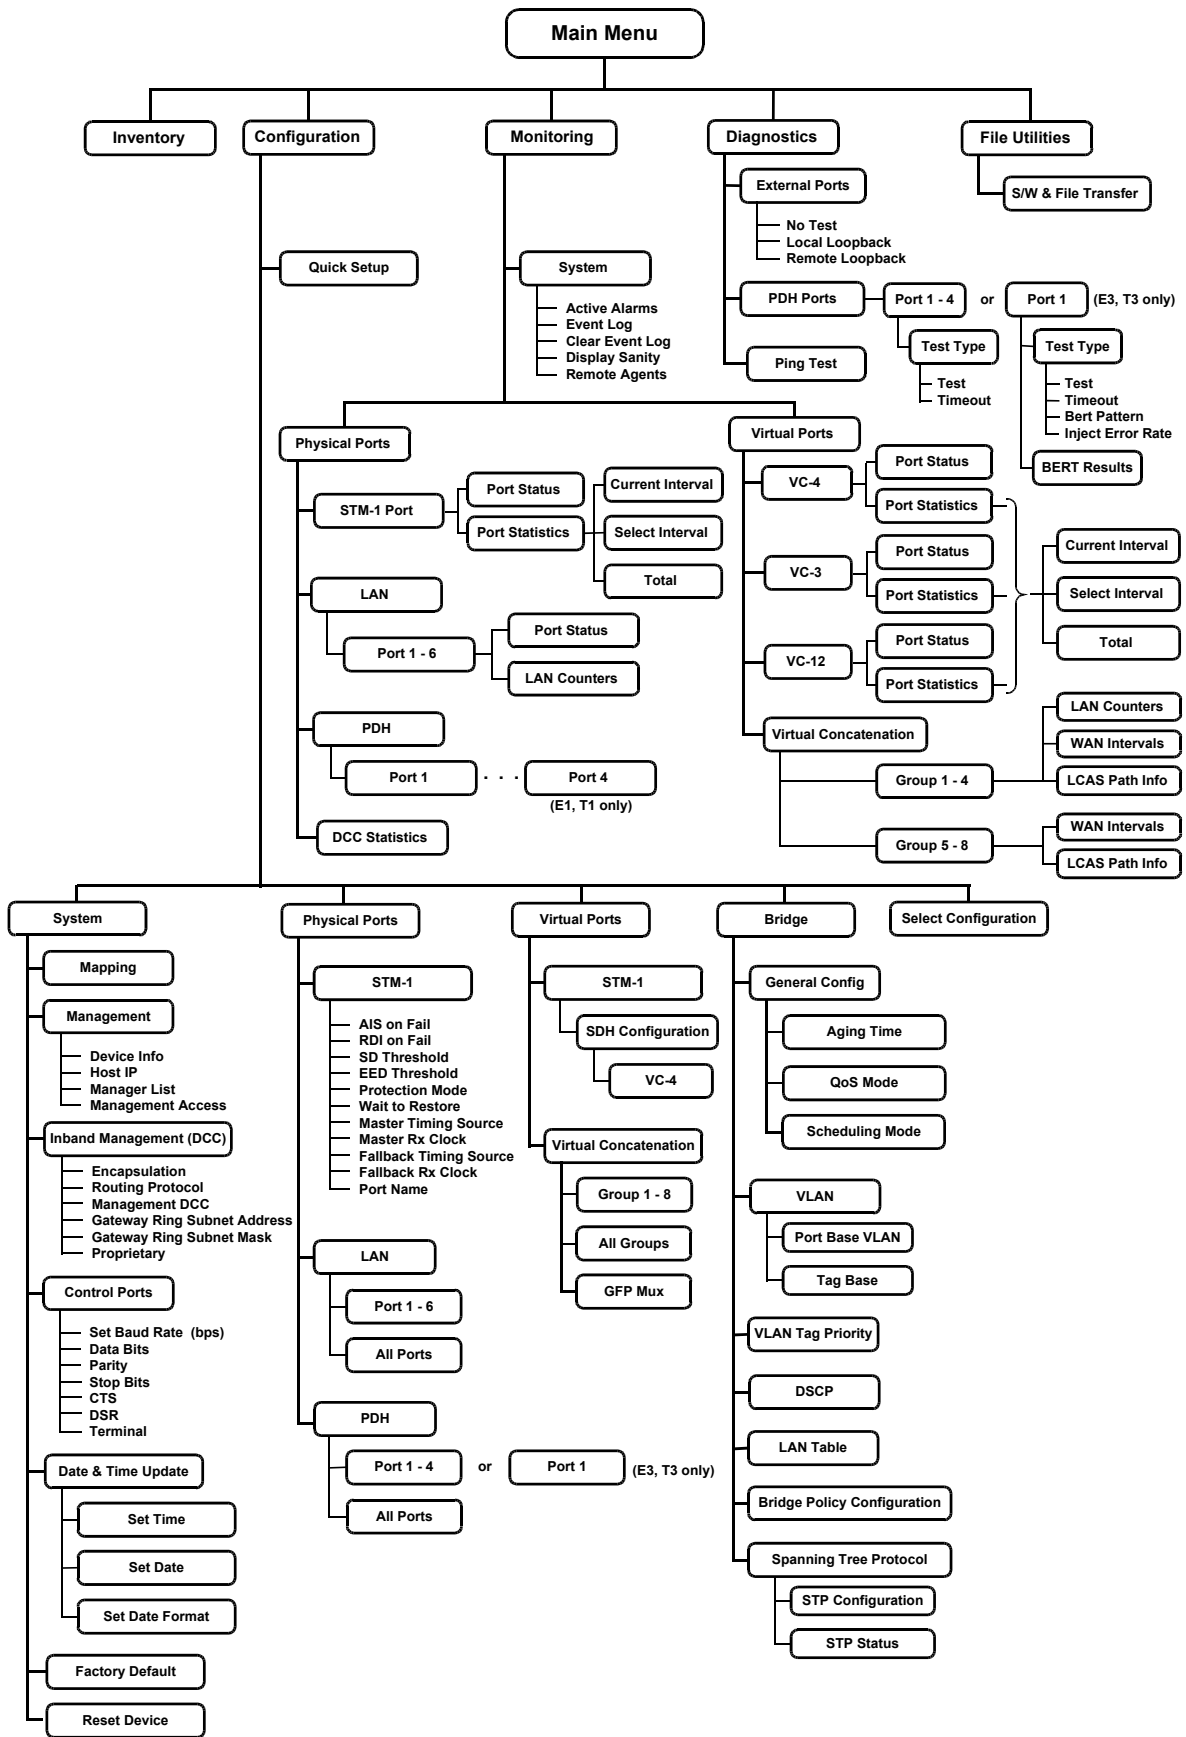 Main Menu
Inventory
Configuration
Monitoring
Diagnostics
File Utilities
S/W & File Transfer
External Ports
No Test
Local Loopback
Remote Loopback
PDH Ports
Port 1 - 4
or
Port 1
(E3, T3 only)
Test Type
Test
Timeout
Test Type
Test
Timeout
Bert Pattern
Inject Error Rate
BERT Results
Ping Test
Quick Setup
System
Active Alarms
Event Log
Clear Event Log
Display Sanity
Remote Agents
Physical Ports
STM-1 Port
Port Status
Port Statistics
Current Interval
Select Interval
Total
LAN
Port 1 - 6
Port Status
LAN Counters
PDH
Port 1
. . .
Port 4
(E1, T1 only)
DCC Statistics
Virtual Ports
VC-4
Port Status
Port Statistics
VC-3
Port Status
Port Statistics
VC-12
Port Status
Port Statistics
Current Interval
Select Interval
Total
Virtual Concatenation
Group 1 - 4
LAN Counters
WAN Intervals
LCAS Path Info
Group 5 - 8
WAN Intervals
LCAS Path Info
System
Mapping
Management
Device Info
Host IP
Manager List
Management Access
Inband Management (DCC)
Encapsulation
Routing Protocol
Management DCC
Gateway Ring Subnet Address
Gateway Ring Subnet Mask
Proprietary
Control Ports
Set Baud Rate (bps)
Data Bits
Parity
Stop Bits
CTS
DSR
Terminal
Date & Time Update
Set Time
Set Date
Set Date Format
Factory Default
Reset Device
Physical Ports
STM-1
AIS on Fail
RDI on Fail
SD Threshold
EED Threshold
Protection Mode
Wait to Restore
Master Timing Source
Master Rx Clock
Fallback Timing Source
Fallback Rx Clock
Port Name
LAN
Port 1 - 6
All Ports
PDH
Port 1 - 4
or
Port 1
(E3, T3 only)
All Ports
Virtual Ports
STM-1
SDH Configuration
VC-4
Virtual Concatenation
Group 1 - 8
All Groups
GFP Mux
Bridge
General Config
Aging Time
QoS Mode
Scheduling Mode
VLAN
Port Base VLAN
Tag Base
VLAN Tag Priority
DSCP
LAN Table
Bridge Policy Configuration
Spanning Tree Protocol
STP Configuration
STP Status
Select Configuration